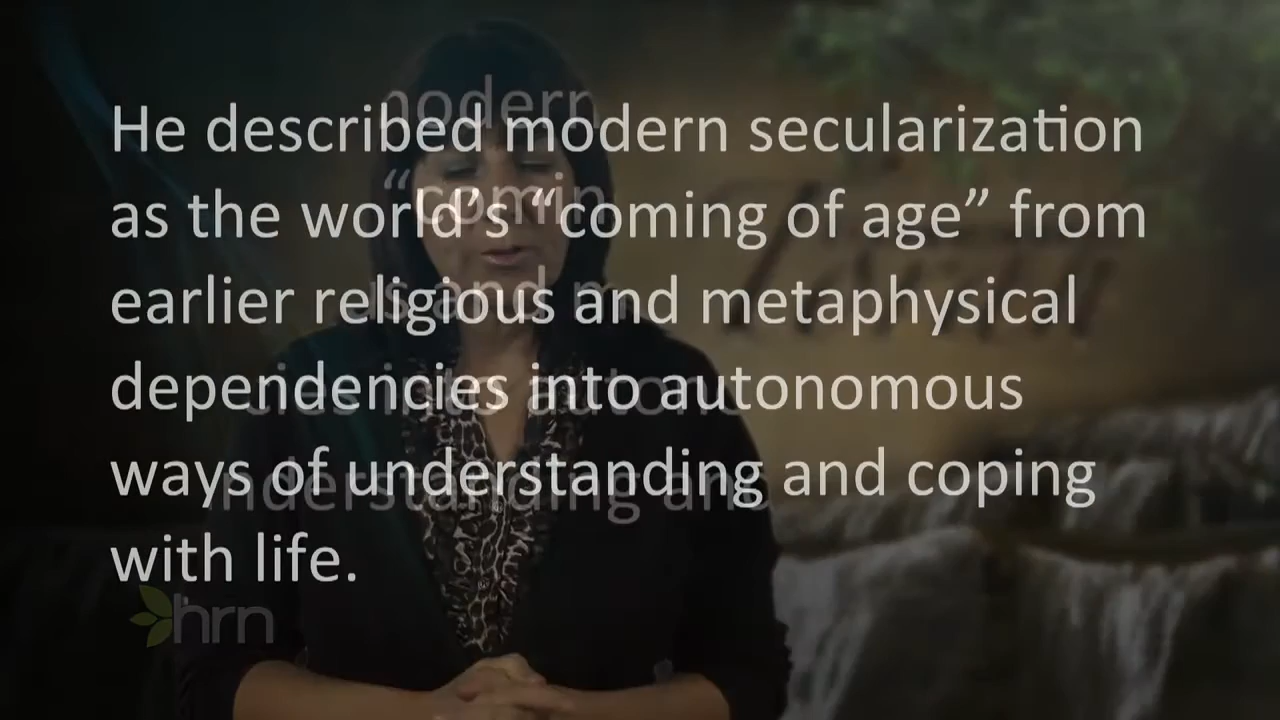 He described modern secularization
as the world's “coming of age” from
earlier religious and metaphysical
dependencies into autonomous
ways of understanding and coping
with life.
hrn